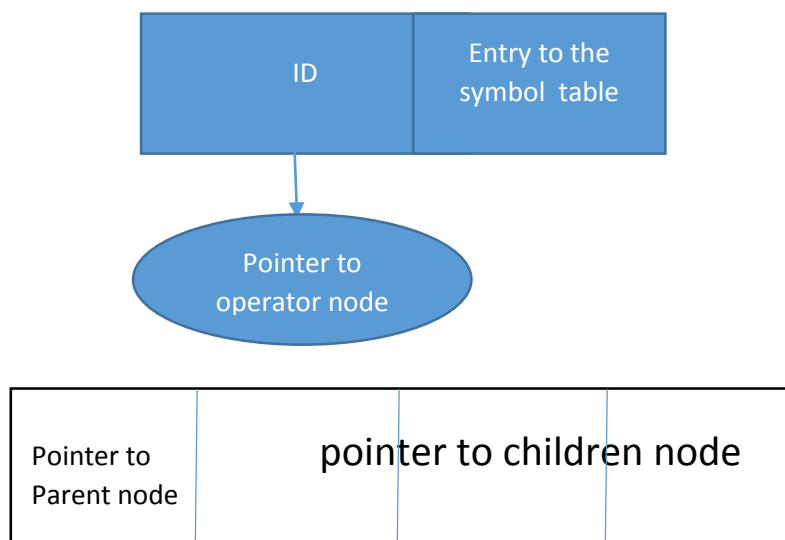 ID
Entry to the
symbol table
Pointer to
operator node
Pointer to
Parent node
pointer to children node